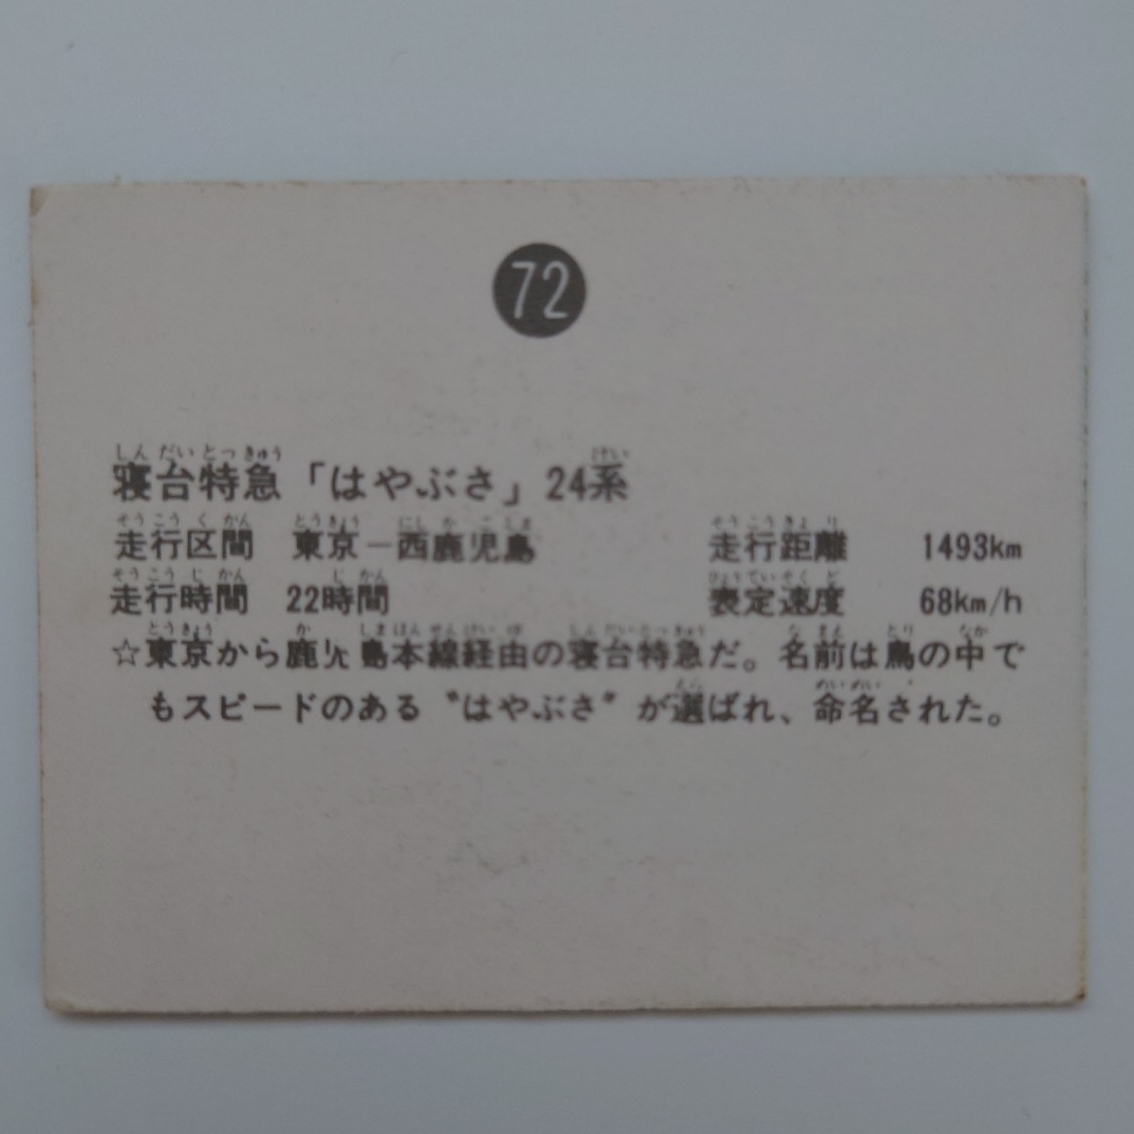 72
寝台特急「はやぶさ」24系
走行区間 東京－西鹿児島 走行距離 1493km
走行時間 22時間 表定速度 68km/h
☆東京から鹿児島本線経由の寝台特急だ。名前は鳥の中で
もスピードのある〝はやぶさ〞が選ばれ、命名された。